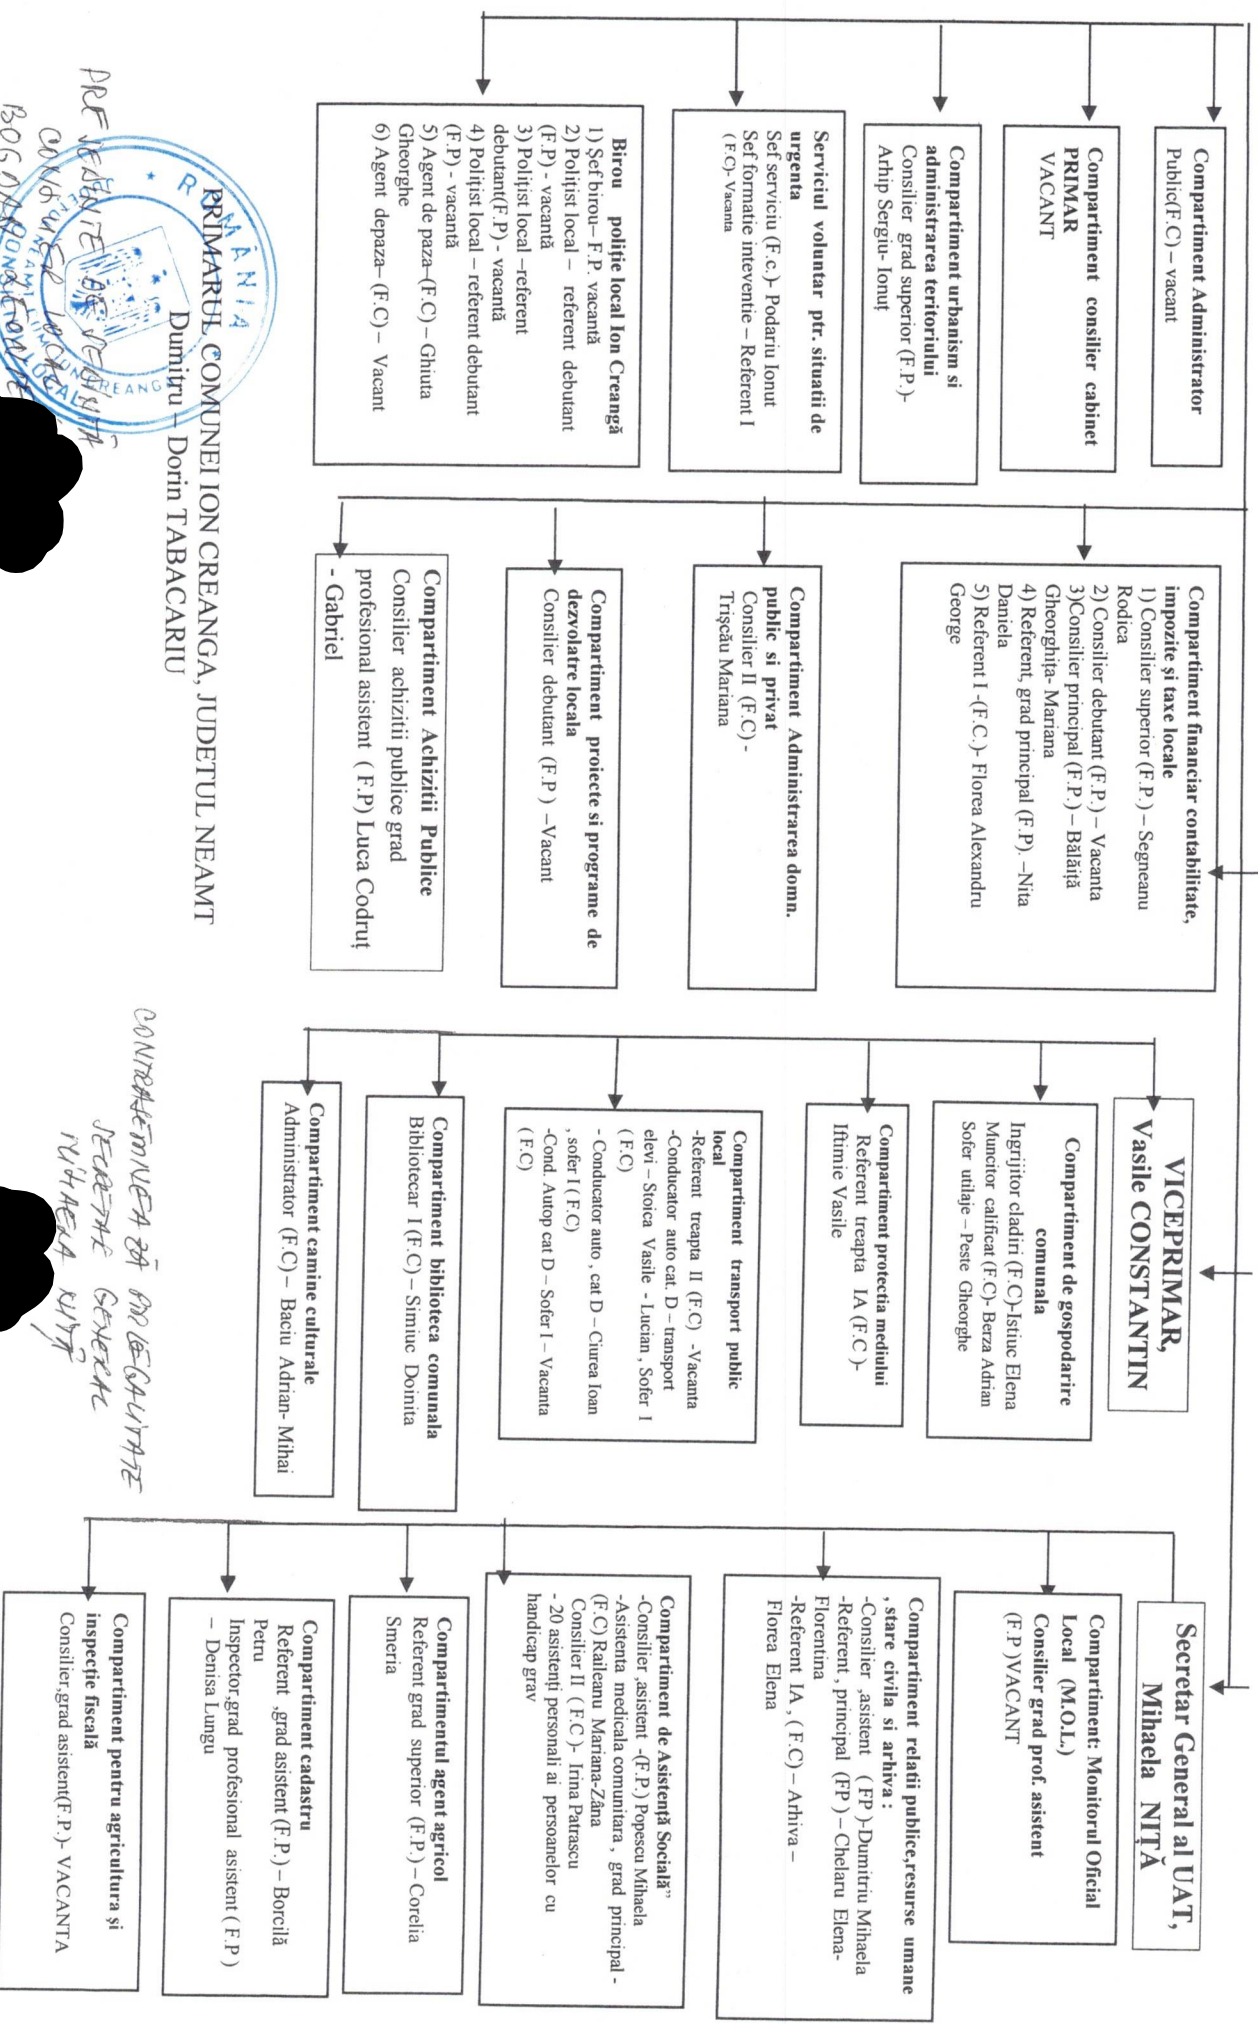 Compartiment Administrator
Public(F.C) – vacant
Compartiment consilier cabinet
PRIMAR
VACANT
Compartiment urbanism si
administrarea teritoriului
Consilier grad superior (F.P.)-
Arhip Sergiu- Ionuț
Serviciul voluntar ptr. situatii de
urgenta
Sef serviciu (F.c.)- Podariu Ionut
Sef formatie inteventie – Referent I
( F.C)- Vacanta
Birou poliție local Ion Creangă
1) Șef birou– F.P. vacantă
2) Polițist local – referent debutant
(F.P) - vacantă
3) Polițist local –referent
debutant(F.P) - vacantă
4) Polițist local – referent debutant
(F.P) - vacantă
5) Agent de paza–(F.C) – Ghiuta
Gheorghe
6) Agent depaza– (F.C) – Vacant
Compartiment financiar contabilitate,
impozite și taxe locale
1) Consilier superior (F.P.) – Segneanu
Rodica
2) Consilier debutant (F.P.) – Vacanta
3)Consilier principal (F.P.) – Bălăiță
Gheorghița- Mariana
4) Referent, grad principal (F.P). –Nita
Daniela
5) Referent I -(F.C.)- Florea Alexandru
George
Compartiment Administrarea domn.
public si privat
Consilier II (F.C) -
Trișcău Mariana
Compartiment proiecte si programe de
dezvolatre locala
Consilier debutant (F.P ) –Vacant
Compartiment Achizitii Publice
Consilier achizitii publice grad
profesional asistent ( F.P) Luca Codruț
- Gabriel
VICEPRIMAR,
Vasile CONSTANTIN
Compartiment de gospodarire
comunala
Ingrijitor cladiri (F.C)-Istiuc Elena
Muncitor calificat (F.C)- Berza Adrian
Sofer utilaje – Peste Gheorghe
Compartiment protectia mediului
Referent treapta IA (F.C )-
Iftimie Vasile
Compartiment transport public
local
-Referent treapta II (F.C) -Vacanta
-Conducator auto cat. D – transport
elevi – Stoica Vasile - Lucian , Sofer I
( F.C)
- Conducator auto , cat D – Ciurea Ioan
, sofer I ( F.C)
-Cond. Autop cat D – Sofer I – Vacanta
( F.C)
Compartiment biblioteca comunala
Bibliotecar I (F.C) – Simiuc Doinita
Compartiment camine culturale
Administrator (F.C) – Baciu Adrian- Mihai
Secretar General al UAT,
Mihaela NIȚĂ
Compartiment: Monitorul Oficial
Local (M.O.L.)
Consilier grad prof. asistent
(F.P )VACANT
Compartiment relatii publice,resurse umane
, stare civila si arhiva :
-Consilier ,asistent ( FP )-Dumitriu Mihaela
-Referent , principal (FP ) – Chelaru Elena-
Florentina
-Referent IA , ( F.C) – Arhiva –
Florea Elena
Compartiment de Asistență Socială”
-Consilier ,asistent -(F.P.) Popescu Mihaela
-Asistenta medicala comunitara , grad principal -
(F.C) Raileanu Mariana-Zâna
Consilier II ( F.C )- Irina Patrascu
- 20 asistenți personali ai persoanelor cu
handicap grav
Compartimentul agent agricol
Referent grad superior (F.P.) – Corelia
Smeria
Compartiment cadastru
Referent ,grad asistent (F.P.) – Borcilă
Petru
Inspector,grad profesional asistent ( F.P )
– Denisa Lungu
Compartiment pentru agricultura și
inspecție fiscală
Consilier,grad asistent(F.P.)- VACANTA
PRIMARUL COMUNEI ION CREANGA, JUDETUL NEAMT
Dumitru – Dorin TABACARIU
ROMÂNIA
PREȘEDINTE DE ȘEDINȚĂ
CONSILIER LOCAL
CONTRASEMNEAZĂ PT LEGALITATE
SECRETAR GENERAL
MIHAELA NIȚĂ